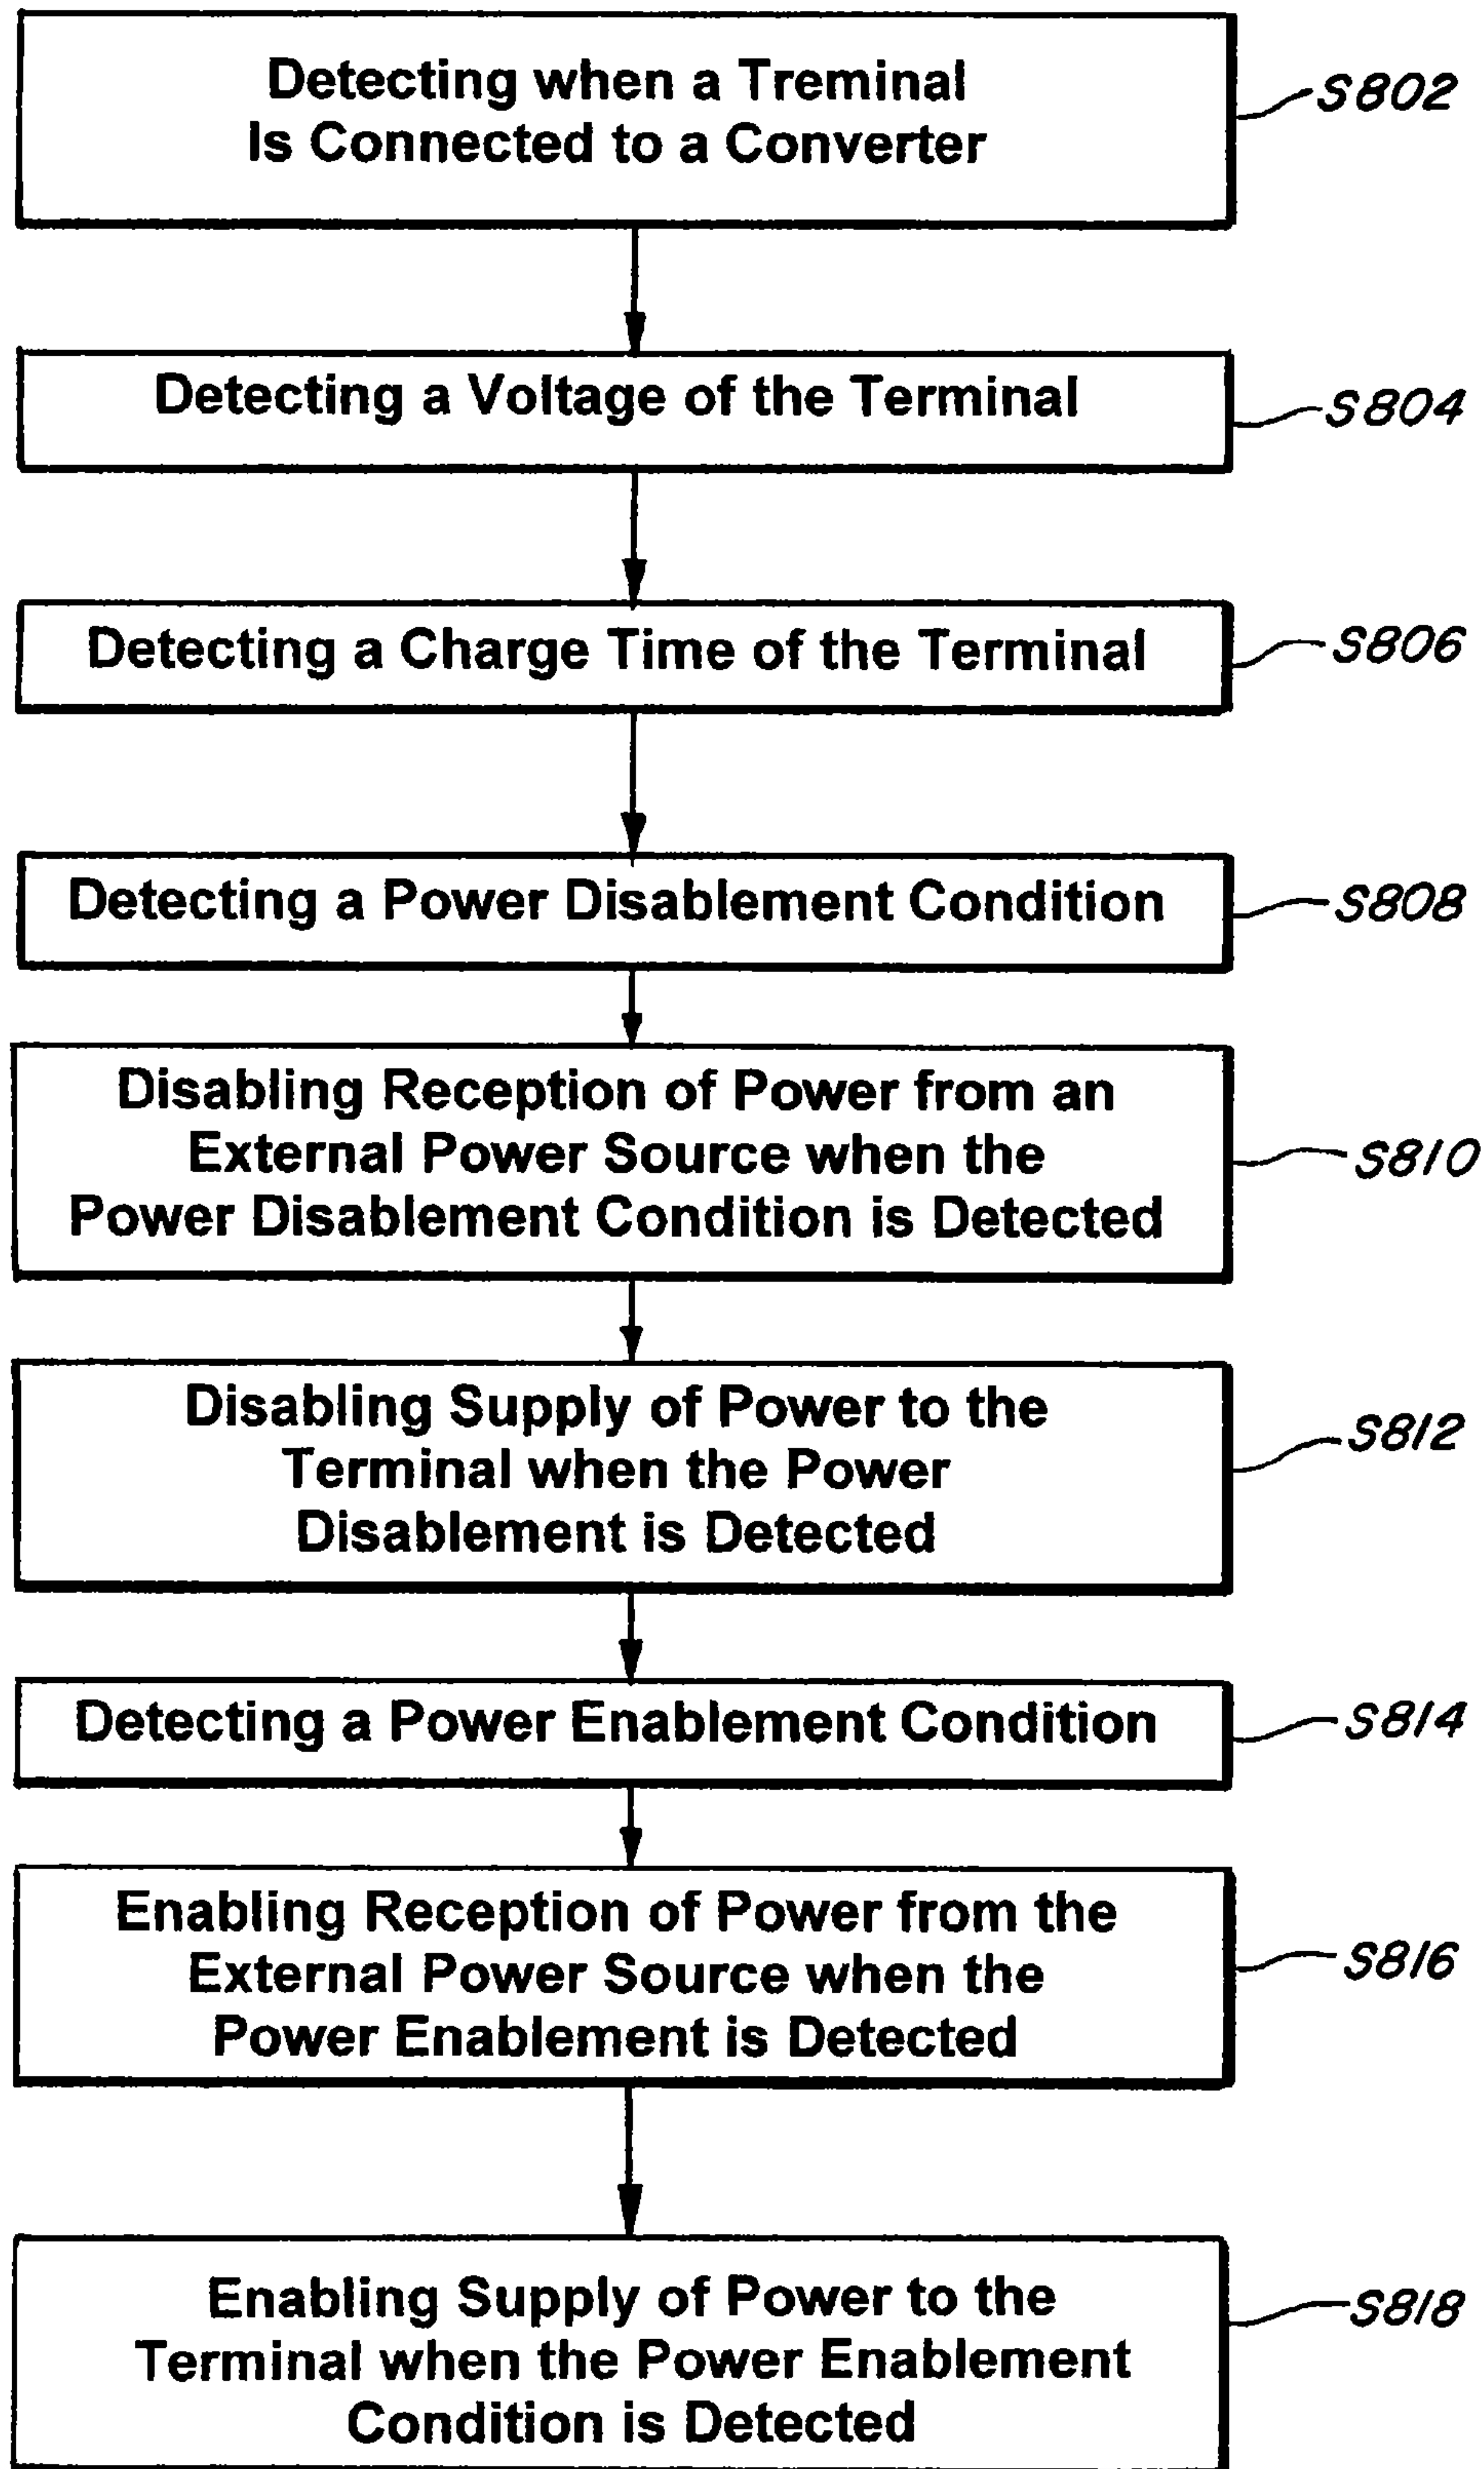 Detecting when a Treminal
Is Connected to a Converter
S802
Detecting a Voltage of the Terminal
S804
Detecting a Charge Time of the Terminal
S806
Detecting a Power Disablement Condition
S808
Disabling Reception of Power from an
External Power Source when the
Power Disablement Condition is Detected
S810
Disabling Supply of Power to the
Terminal when the Power
Disablement is Detected
S812
Detecting a Power Enablement Condition
S814
Enabling Reception of Power from the
External Power Source when the
Power Enablement is Detected
S816
Enabling Supply of Power to the
Terminal when the Power Enablement
Condition is Detected
S818